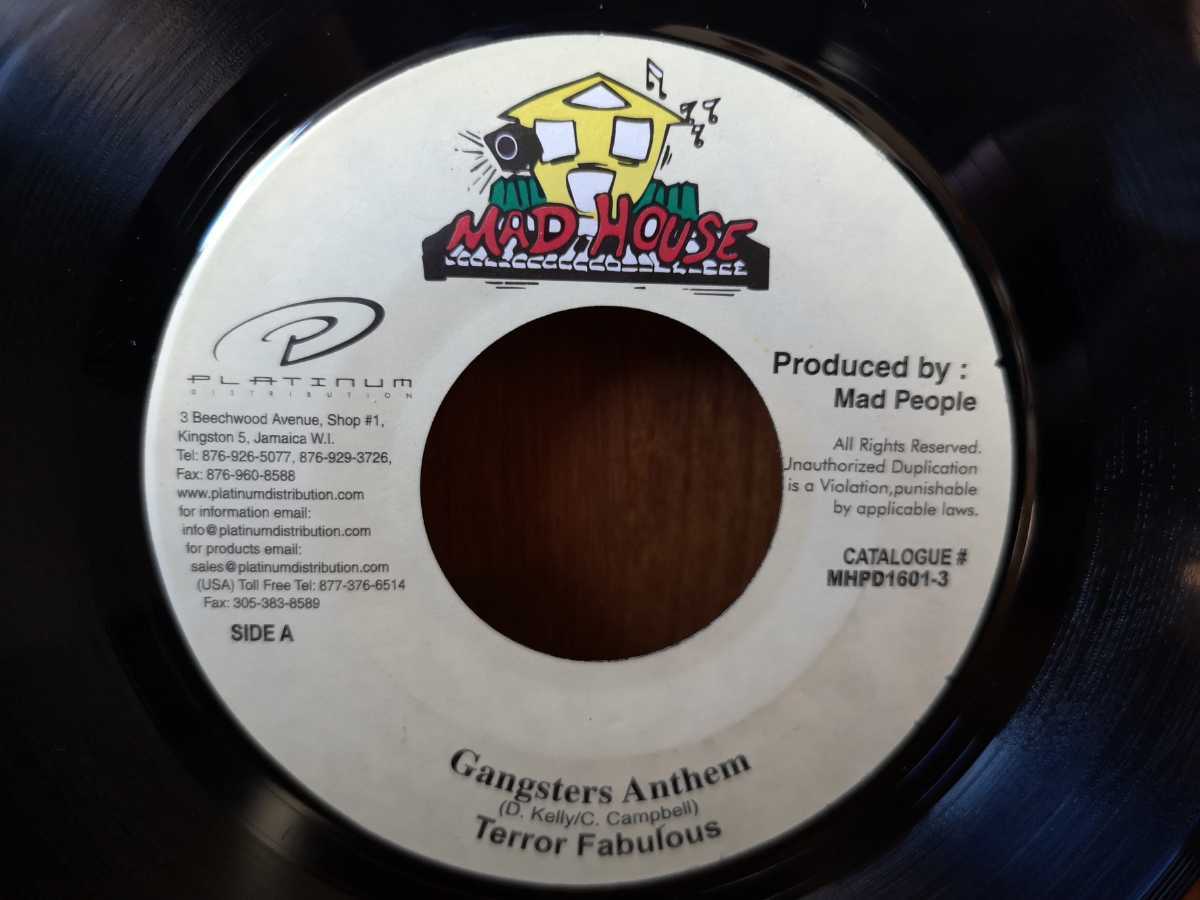 MAD HOUSE
PLATINUM
DISTRIBUTION
3 Beechwood Avenue, Shop #1,
Kingston 5, Jamaica W.I.
Tel: 876-926-5077, 876-929-3726,
Fax: 876-960-8588
www.platinumdistribution.com
for information email:
info@platinumdistribution.com
for products email:
sales@platinumdistribution.com
(USA) Toll Free Tel: 877-376-6514
Fax: 305-383-8589
SIDE A
Produced by :
Mad People
All Rights Reserved.
Unauthorized Duplication
is a Violation,punishable
by applicable laws.
CATALOGUE #
MHPD1601-3
Gangsters Anthem
(D. Kelly/C. Campbell)
Terror Fabulous